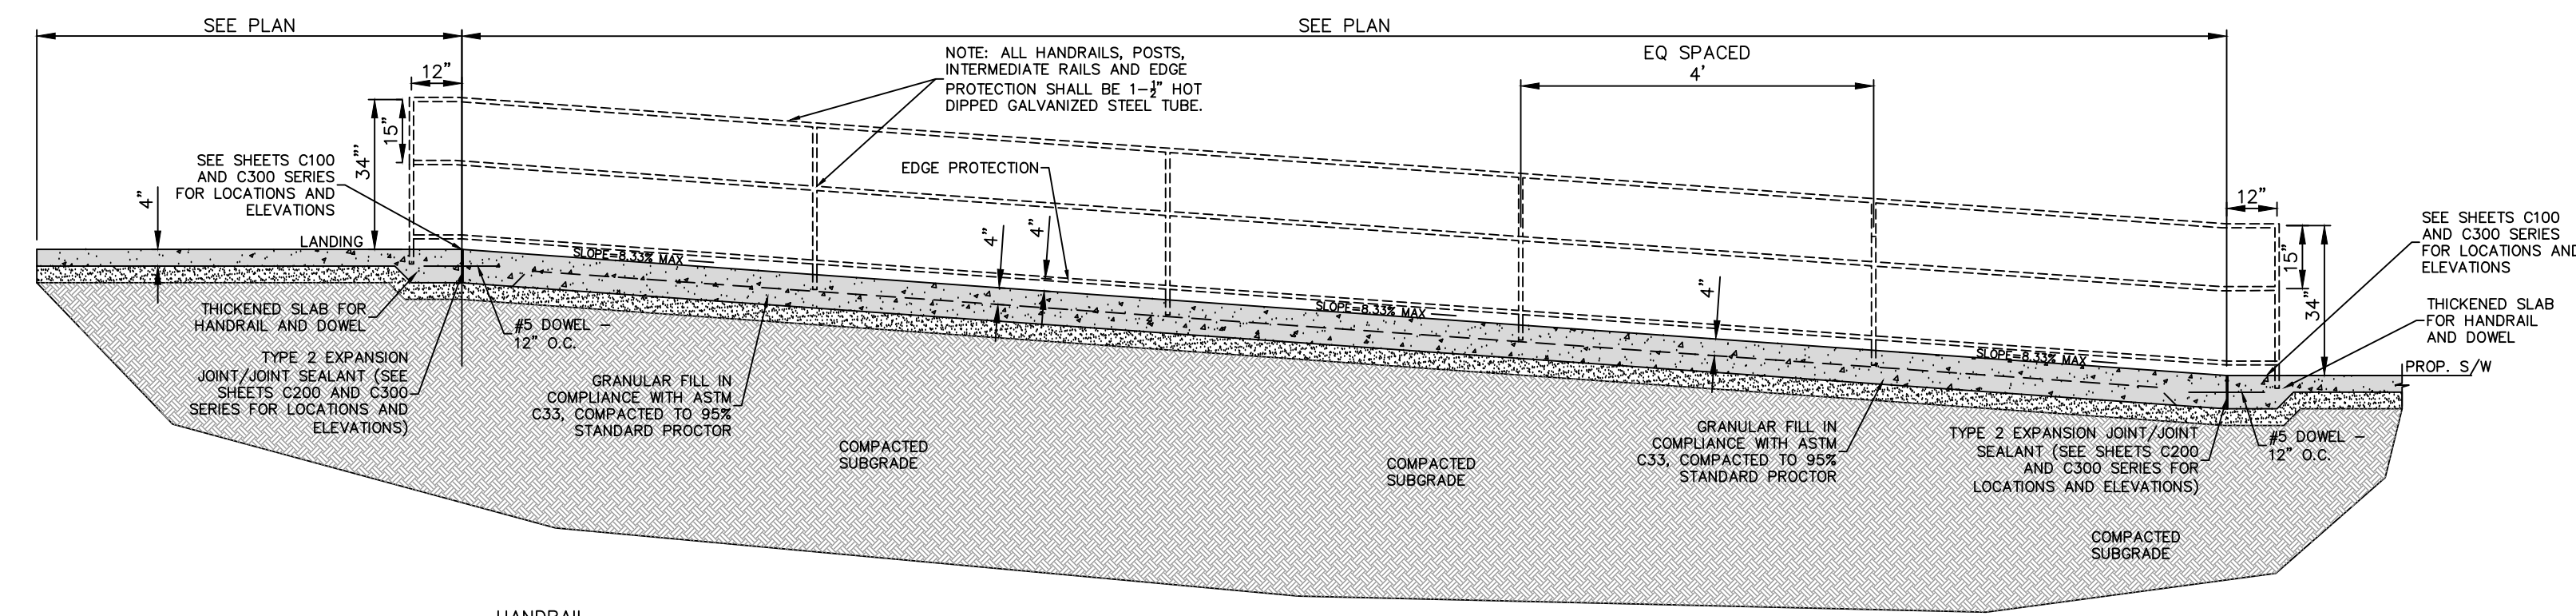 SEE PLAN
SEE PLAN
12"
NOTE: ALL HANDRAILS, POSTS,
INTERMEDIATE RAILS AND EDGE
PROTECTION SHALL BE 1-½" HOT
DIPPED GALVANIZED STEEL TUBE.
EQ SPACED
4'
15"
34"'
SEE SHEETS C100
AND C300 SERIES
FOR LOCATIONS AND
ELEVATIONS
4"
LANDING
EDGE PROTECTION
4"
4"
SLOPE=8.33% MAX
SLOPE=8.33% MAX
4"
SLOPE=8.33% MAX
12"
15"
34"'
SEE SHEETS C100
AND C300 SERIES
FOR LOCATIONS AND
ELEVATIONS
THICKENED SLAB
FOR HANDRAIL
AND DOWEL
PROP. S/W
THICKENED SLAB FOR
HANDRAIL AND DOWEL
#5 DOWEL –
12" O.C.
TYPE 2 EXPANSION
JOINT/JOINT SEALANT (SEE
SHEETS C200 AND C300
SERIES FOR LOCATIONS AND
ELEVATIONS)
GRANULAR FILL IN
COMPLIANCE WITH ASTM
C33, COMPACTED TO 95%
STANDARD PROCTOR
COMPACTED
SUBGRADE
COMPACTED
SUBGRADE
GRANULAR FILL IN
COMPLIANCE WITH ASTM
C33, COMPACTED TO 95%
STANDARD PROCTOR
TYPE 2 EXPANSION JOINT/JOINT
SEALANT (SEE SHEETS C200
AND C300 SERIES FOR
LOCATIONS AND ELEVATIONS)
#5 DOWEL –
12" O.C.
COMPACTED
SUBGRADE
HANDRAIL